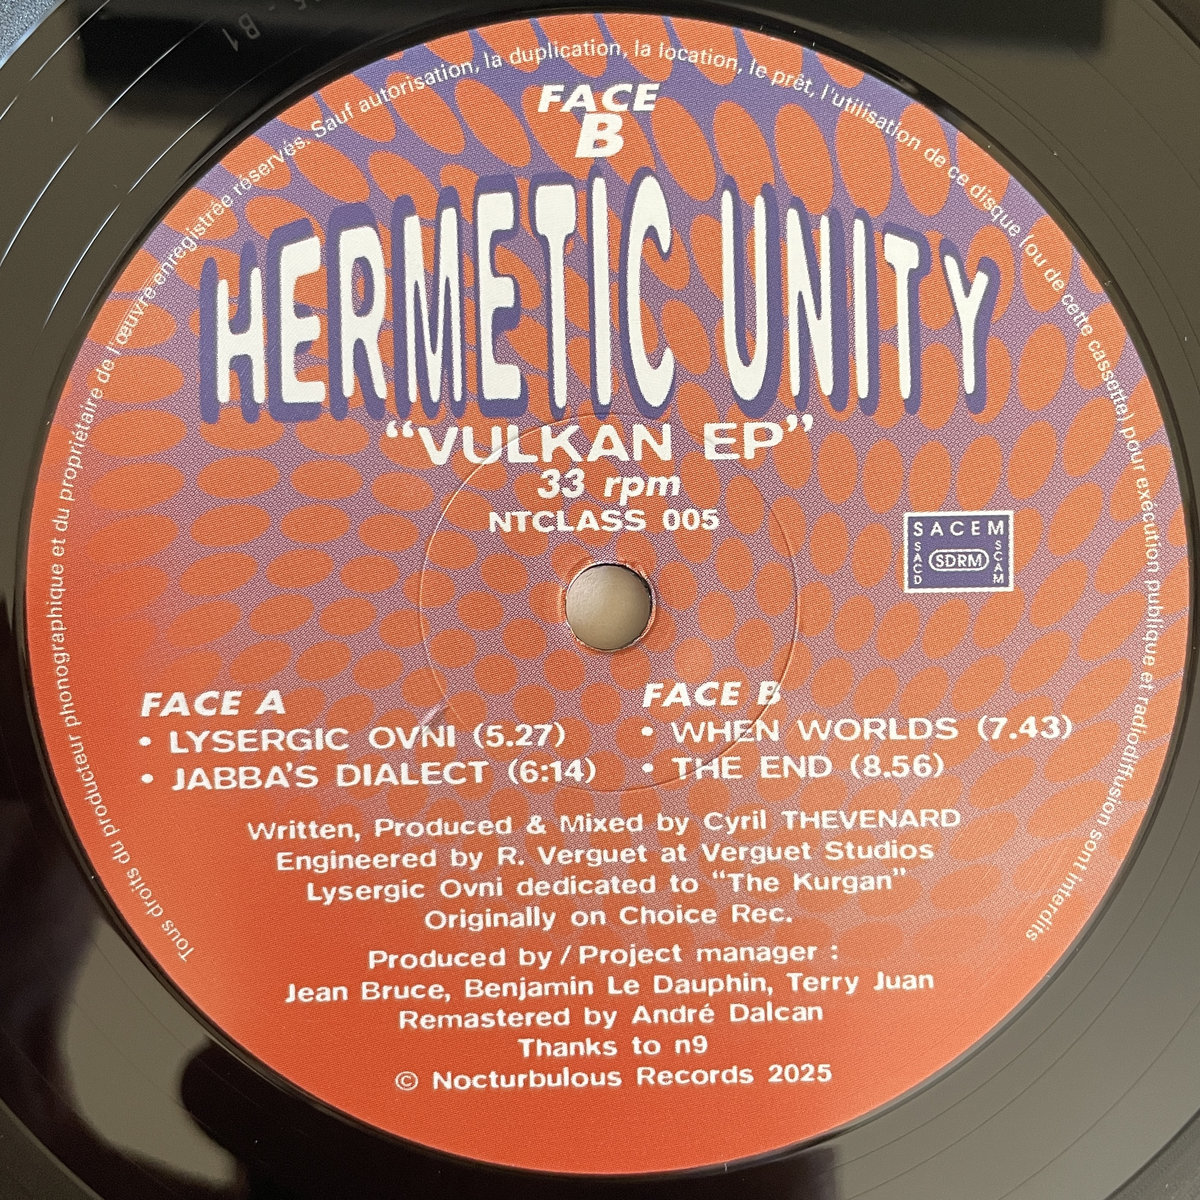 Tous droits du producteur phonographique et du propriétaire de l'œuvre enregistrée réservés. Sauf autorisation, la duplication, la location, le prêt, l'utilisation de ce disque (ou de cette cassette) pour exécution publique et radiodiffusion sont interdits
FACE
B
HERMETIC UNITY
“VULKAN EP”
33 rpm
NTCLASS 005
SACEM
SACD
SDRM
SCAM
FACE A
• LYSERGIC OVNI (5.27)
• JABBA'S DIALECT (6:14)
FACE B
• WHEN WORLDS (7.43)
• THE END (8.56)
Written, Produced & Mixed by Cyril THEVENARD
Engineered by R. Verguet at Verguet Studios
Lysergic Ovni dedicated to “The Kurgan”
Originally on Choice Rec.
Produced by / Project manager :
Jean Bruce, Benjamin Le Dauphin, Terry Juan
Remastered by André Dalcan
Thanks to n9
© Nocturbulous Records 2025